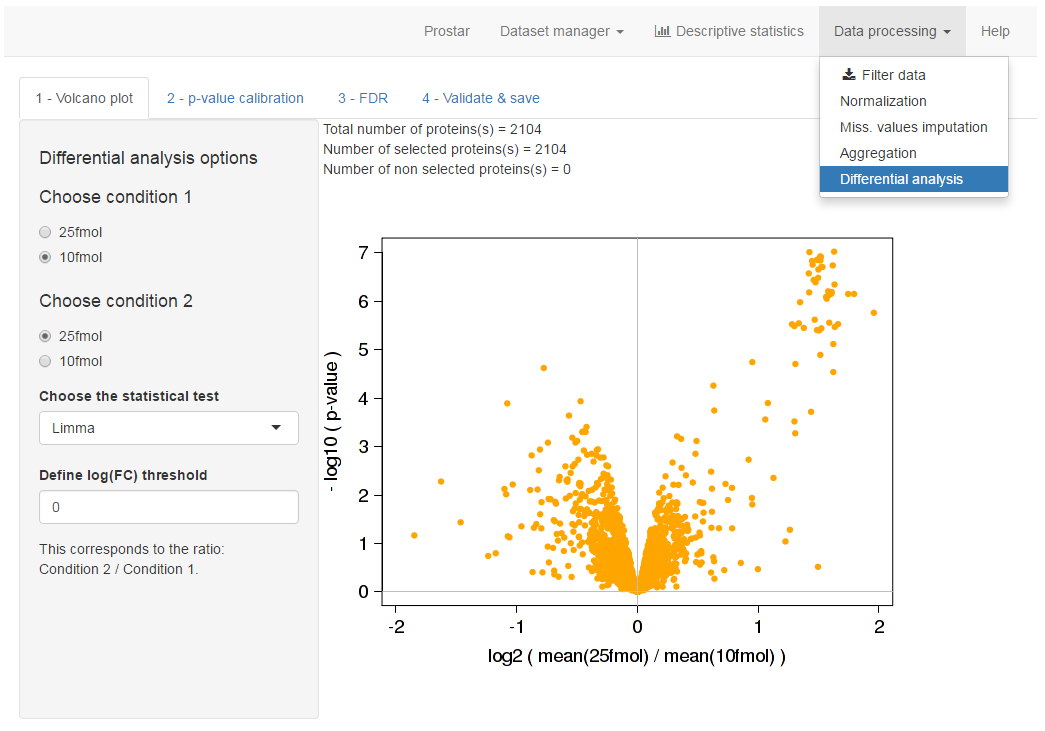 Prostar
Dataset manager
Descriptive statistics
Data processing
Help
Filter data
Normalization
Miss. values imputation
Aggregation
Differential analysis
1 - Volcano plot
2 - p-value calibration
3 - FDR
4 - Validate & save
Differential analysis options
Choose condition 1
25fmol
10fmol
Choose condition 2
25fmol
10fmol
Choose the statistical test
Limma
Define log(FC) threshold
0
This corresponds to the ratio:
Condition 2 / Condition 1.
Total number of proteins(s) = 2104
Number of selected proteins(s) = 2104
Number of non selected proteins(s) = 0
- log10 ( p-value )
7
6
5
4
3
2
1
0
-2
-1
0
1
2
log2 ( mean(25fmol) / mean(10fmol) )